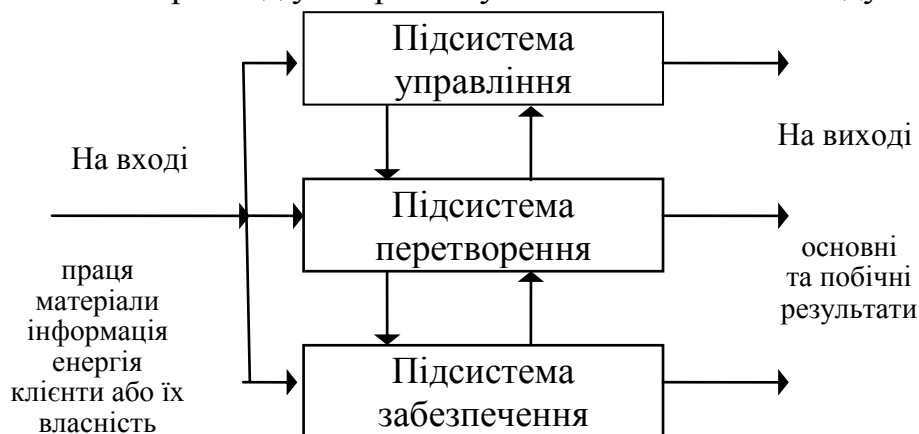 Підсистема
управління
На вході
На виході
Підсистема
перетворення
праця
матеріали
інформація
енергія
клієнти або їх
власність
основні
та побічні
результати
Підсистема
забезпечення